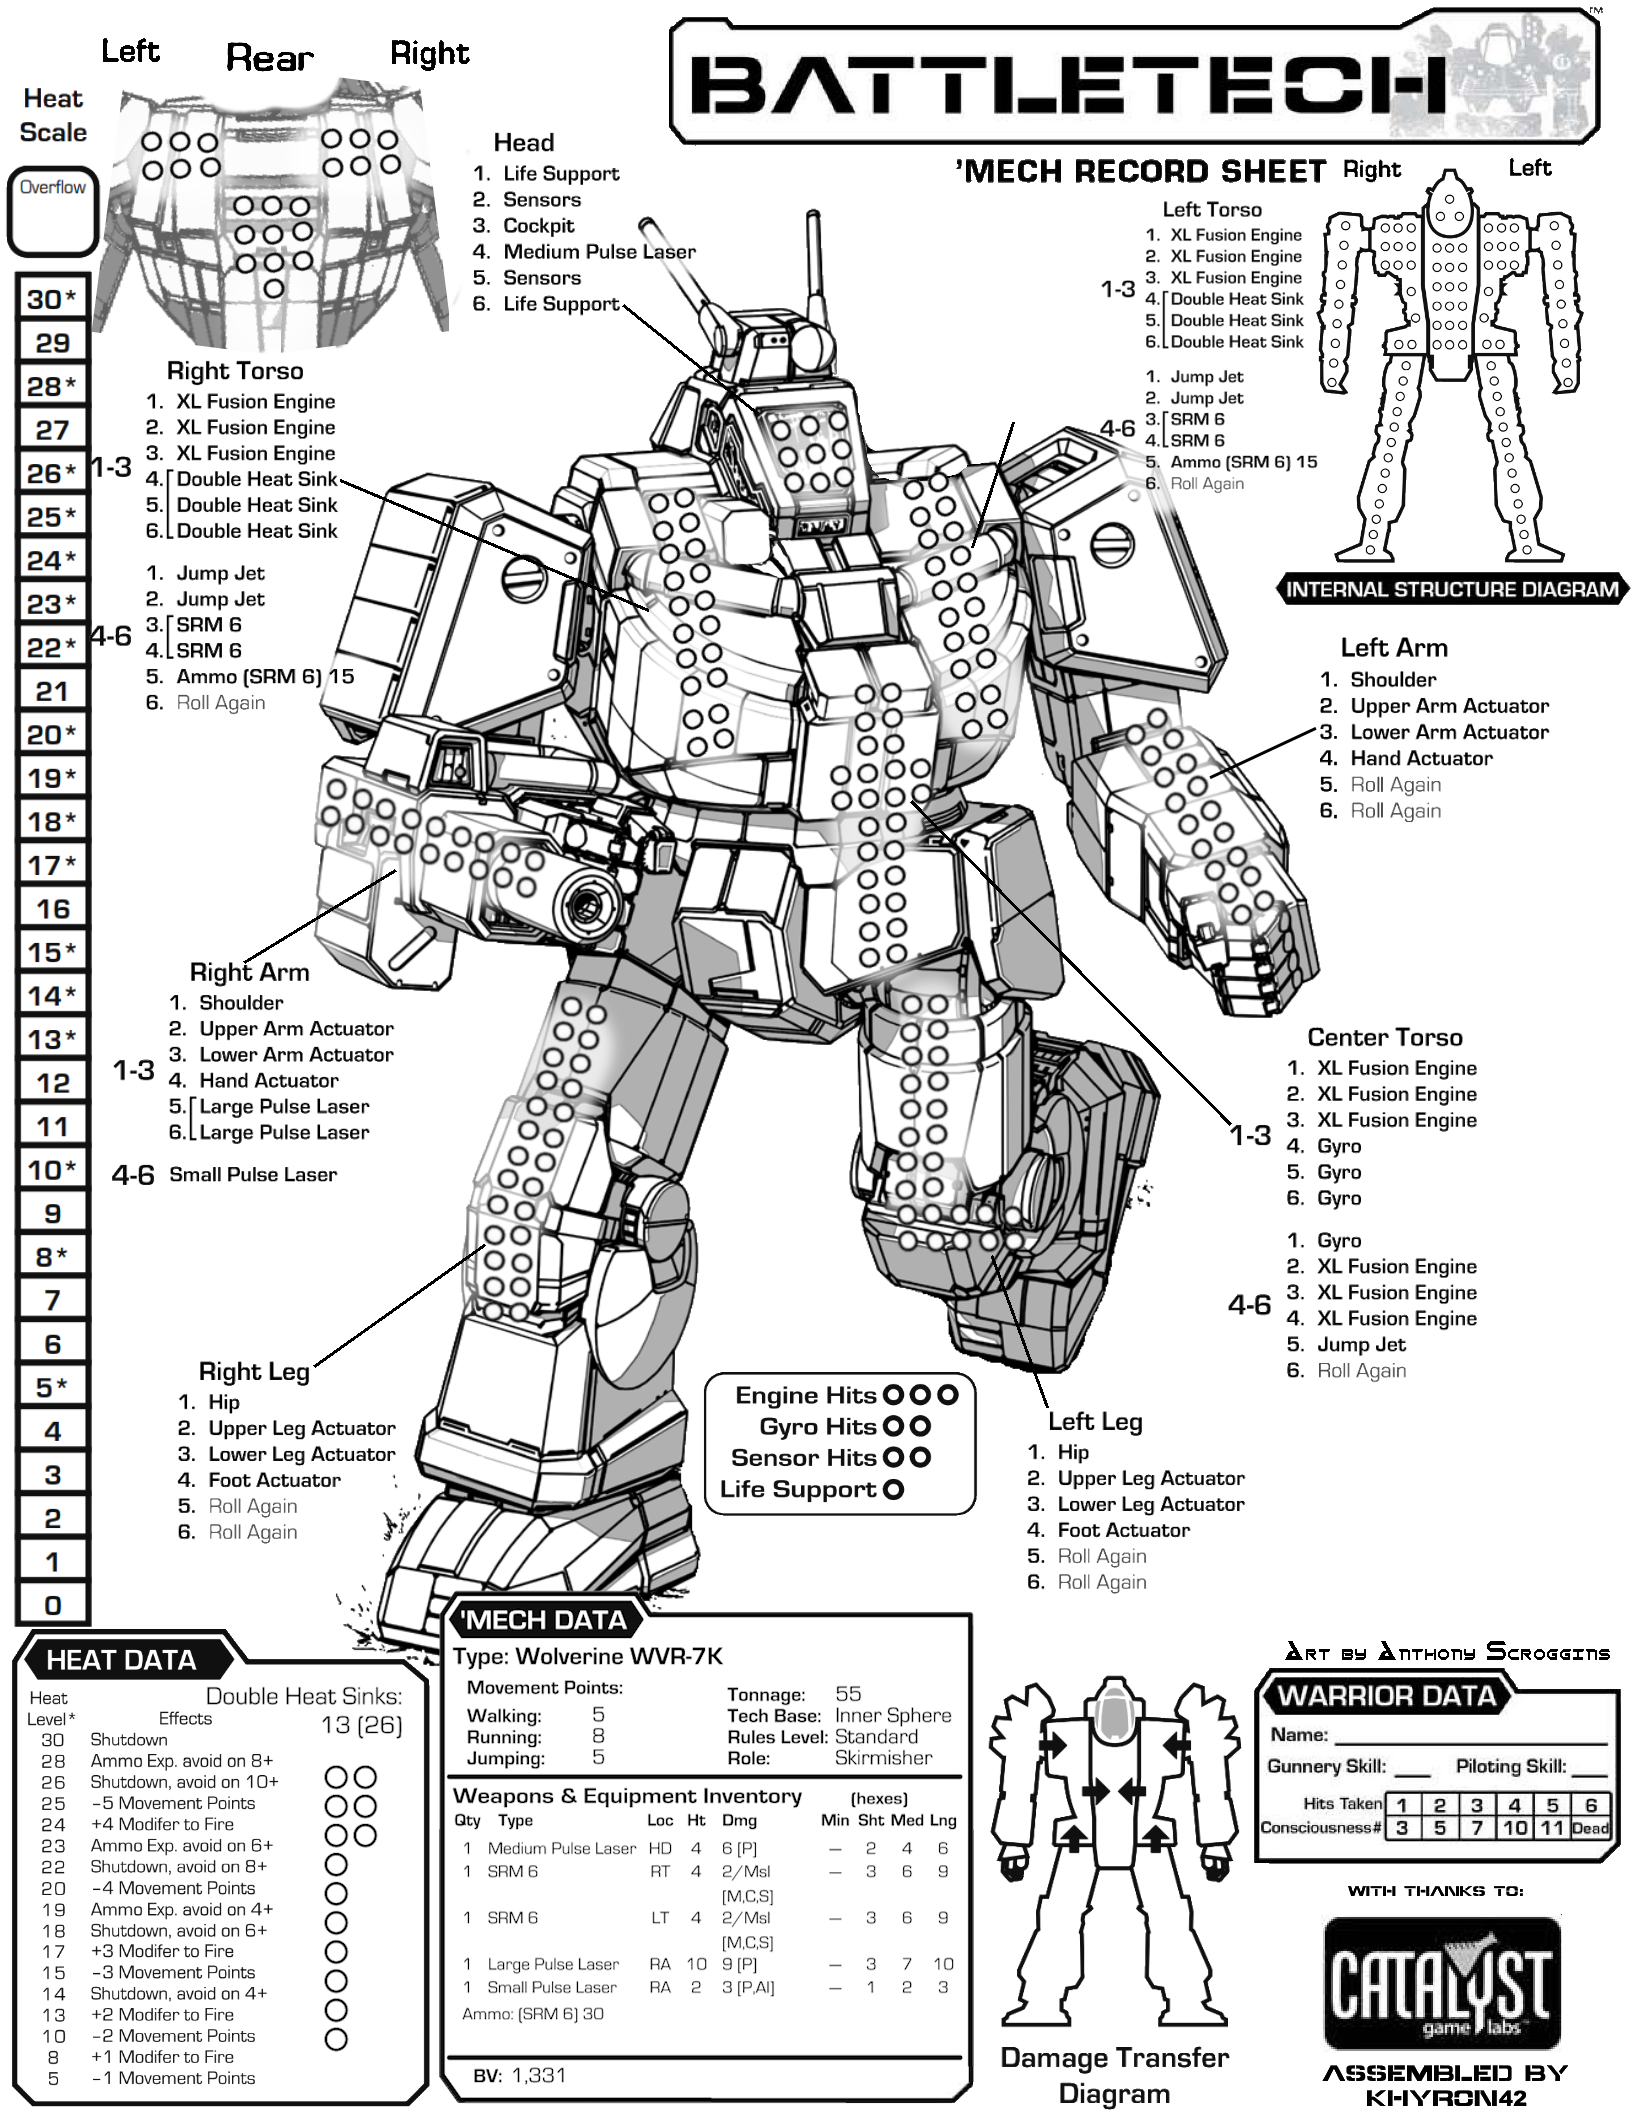 BATTLETECH™
'MECH RECORD SHEET
Left Rear Right
Heat
Scale
Overflow
30*
29
28*
27
26*
25*
24*
23*
22*
21
20*
19*
18*
17*
16
15*
14*
13*
12
11
10*
9
8*
7
6
5*
4
3
2
1
0
Head
1. Life Support
2. Sensors
3. Cockpit
4. Medium Pulse Laser
5. Sensors
6. Life Support
Right Torso
1-3
1. XL Fusion Engine
2. XL Fusion Engine
3. XL Fusion Engine
4. Double Heat Sink
5. Double Heat Sink
6. Double Heat Sink
4-6
1. Jump Jet
2. Jump Jet
3. SRM 6
4. SRM 6
5. Ammo (SRM 6) 15
6. Roll Again
Left Torso
1-3
1. XL Fusion Engine
2. XL Fusion Engine
3. XL Fusion Engine
4. Double Heat Sink
5. Double Heat Sink
6. Double Heat Sink
4-6
1. Jump Jet
2. Jump Jet
3. SRM 6
4. SRM 6
5. Ammo (SRM 6) 15
6. Roll Again
Right Left
INTERNAL STRUCTURE DIAGRAM
Left Arm
1. Shoulder
2. Upper Arm Actuator
3. Lower Arm Actuator
4. Hand Actuator
5. Roll Again
6. Roll Again
Right Arm
1-3
1. Shoulder
2. Upper Arm Actuator
3. Lower Arm Actuator
4. Hand Actuator
5. Large Pulse Laser
6. Large Pulse Laser
4-6 Small Pulse Laser
Center Torso
1-3
1. XL Fusion Engine
2. XL Fusion Engine
3. XL Fusion Engine
4. Gyro
5. Gyro
6. Gyro
4-6
1. Gyro
2. XL Fusion Engine
3. XL Fusion Engine
4. XL Fusion Engine
5. Jump Jet
6. Roll Again
Right Leg
1. Hip
2. Upper Leg Actuator
3. Lower Leg Actuator
4. Foot Actuator
5. Roll Again
6. Roll Again
Engine Hits
Gyro Hits
Sensor Hits
Life Support
Left Leg
1. Hip
2. Upper Leg Actuator
3. Lower Leg Actuator
4. Foot Actuator
5. Roll Again
6. Roll Again
HEAT DATA
Heat
Level* Effects
Double Heat Sinks:
13 (26)
30 Shutdown
28 Ammo Exp. avoid on 8+
26 Shutdown, avoid on 10+
25 -5 Movement Points
24 +4 Modifer to Fire
23 Ammo Exp. avoid on 6+
22 Shutdown, avoid on 8+
20 -4 Movement Points
19 Ammo Exp. avoid on 4+
18 Shutdown, avoid on 6+
17 +3 Modifer to Fire
15 -3 Movement Points
14 Shutdown, avoid on 4+
13 +2 Modifer to Fire
10 -2 Movement Points
8 +1 Modifer to Fire
5 -1 Movement Points
'MECH DATA
Type: Wolverine WVR-7K
Movement Points:
Walking: 5
Running: 8
Jumping: 5
Tonnage: 55
Tech Base: Inner Sphere
Rules Level: Standard
Role: Skirmisher
Weapons & Equipment Inventory (hexes)
Qty Type Loc Ht Dmg Min Sht Med Lng
1 Medium Pulse Laser HD 4 6 [P] — 2 4 6
1 SRM 6 RT 4 2/Msl — 3 6 9
[M,C,S]
1 SRM 6 LT 4 2/Msl — 3 6 9
[M,C,S]
1 Large Pulse Laser RA 10 9 [P] — 3 7 10
1 Small Pulse Laser RA 2 3 [P,AI] — 1 2 3
Ammo: (SRM 6) 30
BV: 1,331
Damage Transfer
Diagram
Art by Anthony Scroggins
WARRIOR DATA
Name:
Gunnery Skill: Piloting Skill:
Hits Taken 1 2 3 4 5 6
Consciousness# 3 5 7 10 11 Dead
WITH THANKS TO:
CATALYST
game labs™
ASSEMBLED BY
KHYRON42